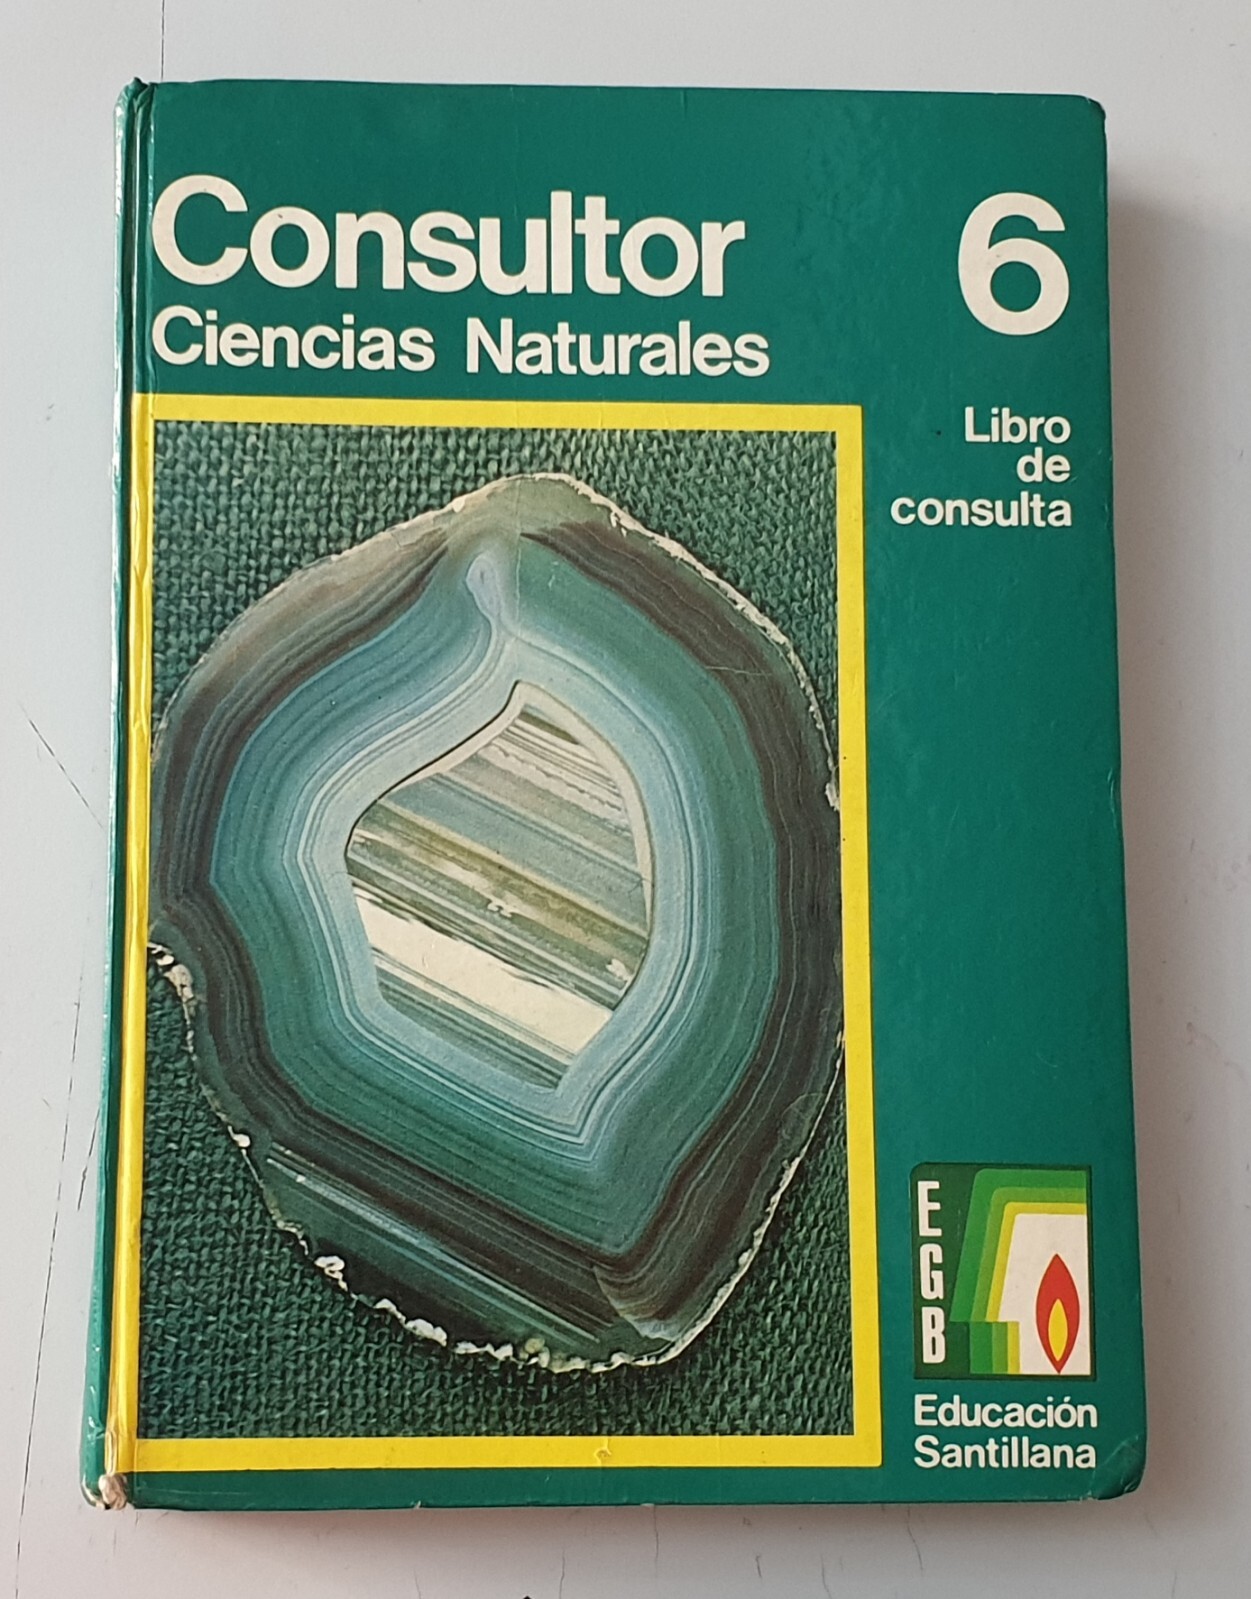 Consultor
6
Ciencias Naturales
Libro
de
consulta
EGB
Educación
Santillana